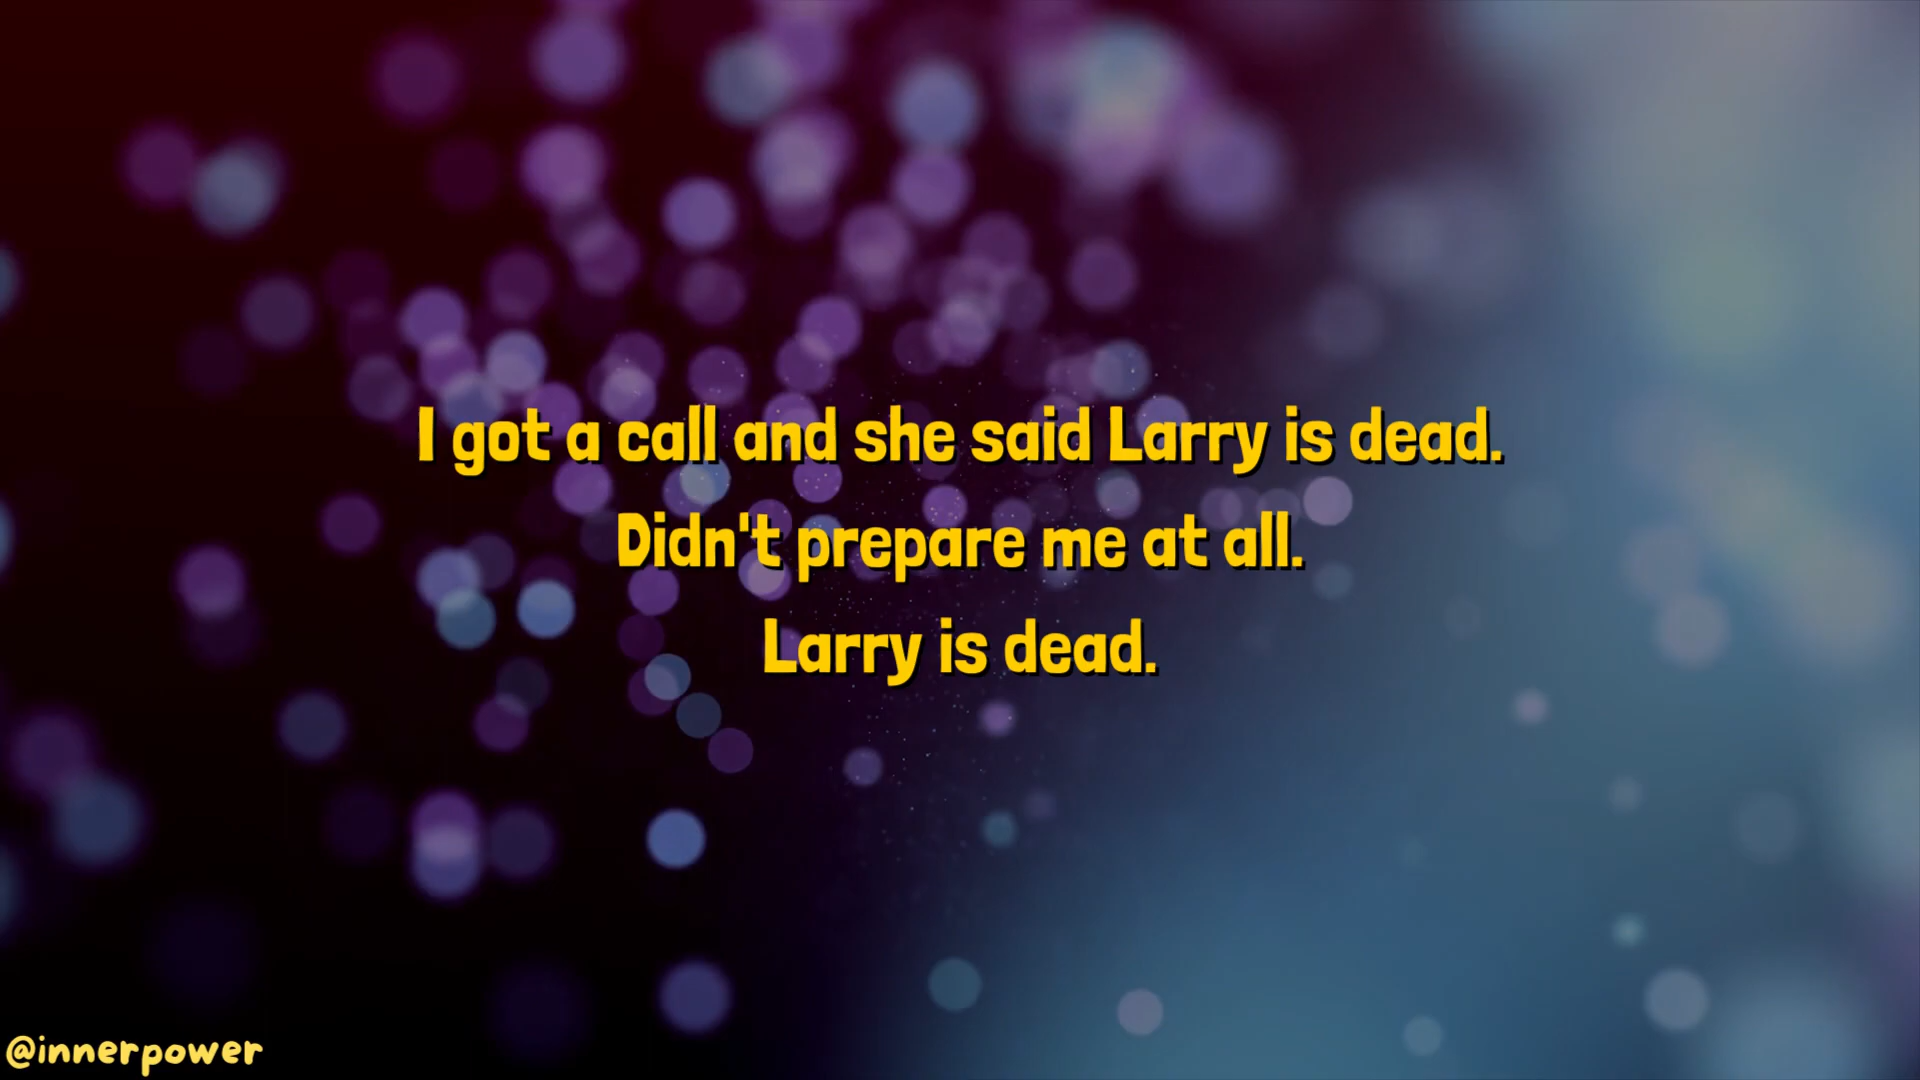 I got a call and she said Larry is dead.
Didn't prepare me at all.
Larry is dead.
@innerpower